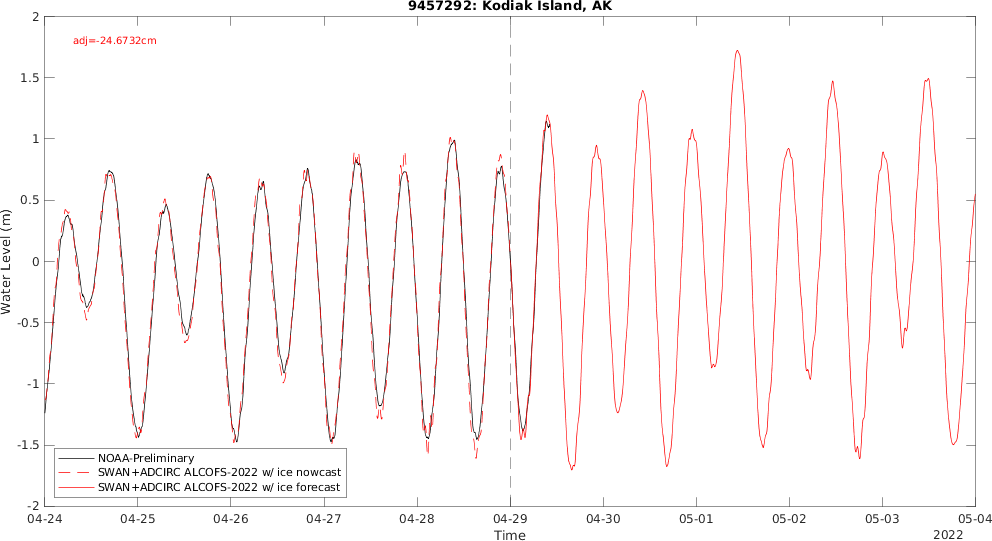 9457292: Kodiak Island, AK
adj=-24.6732cm
2
1.5
1
0.5
0
-0.5
-1
-1.5
-2
Water Level (m)
NOAA-Preliminary
SWAN+ADCIRC ALCOFS-2022 w/ ice nowcast
SWAN+ADCIRC ALCOFS-2022 w/ ice forecast
04-24 04-25 04-26 04-27 04-28 04-29 04-30 05-01 05-02 05-03 05-04
Time
2022